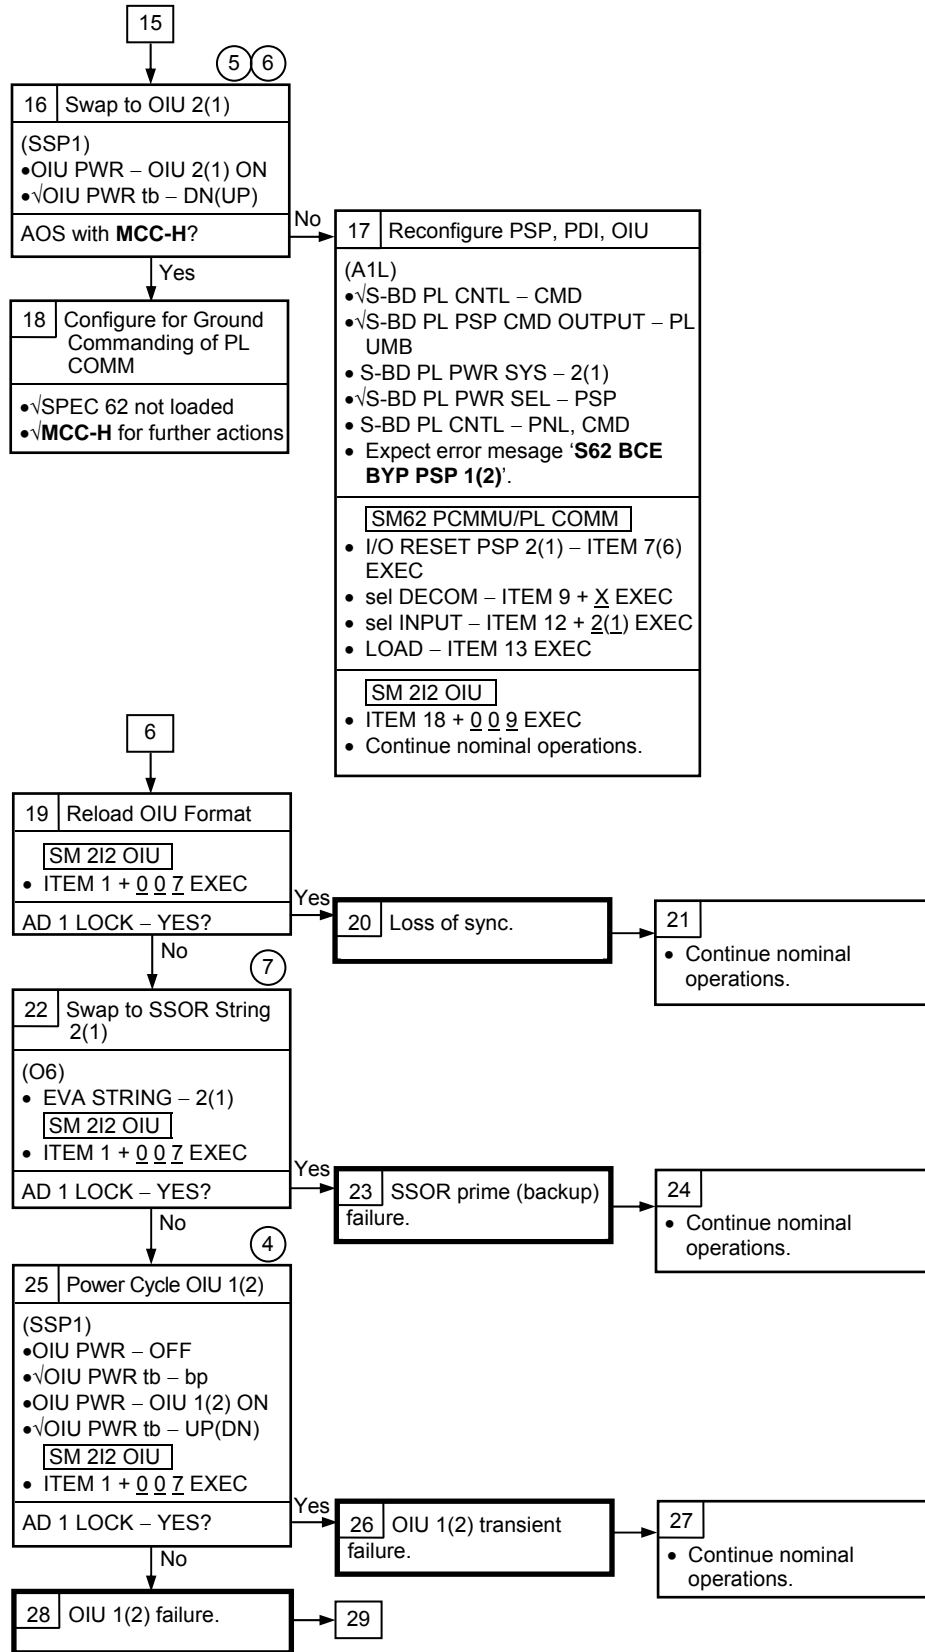 15
5 6
16 Swap to OIU 2(1)
(SSP1)
•OIU PWR – OIU 2(1) ON
•√OIU PWR tb – DN(UP)
AOS with MCC-H?
No
Yes
17 Reconfigure PSP, PDI, OIU
(A1L)
•√S-BD PL CNTL – CMD
•√S-BD PL PSP CMD OUTPUT – PL
UMB
• S-BD PL PWR SYS – 2(1)
•√S-BD PL PWR SEL – PSP
• S-BD PL CNTL – PNL, CMD
• Expect error mesage ‘S62 BCE
BYP PSP 1(2)’.
SM62 PCMMU/PL COMM
• I/O RESET PSP 2(1) – ITEM 7(6)
EXEC
• sel DECOM – ITEM 9 + X EXEC
• sel INPUT – ITEM 12 + 2(1) EXEC
• LOAD – ITEM 13 EXEC
SM 2I2 OIU
• ITEM 18 + 0 0 9 EXEC
• Continue nominal operations.
18 Configure for Ground
Commanding of PL
COMM
•√SPEC 62 not loaded
•√MCC-H for further actions
6
19 Reload OIU Format
SM 2I2 OIU
• ITEM 1 + 0 0 7 EXEC
AD 1 LOCK – YES?
Yes
No
20 Loss of sync.
21
• Continue nominal
operations.
7
22 Swap to SSOR String
2(1)
(O6)
• EVA STRING – 2(1)
SM 2I2 OIU
• ITEM 1 + 0 0 7 EXEC
AD 1 LOCK – YES?
Yes
No
23 SSOR prime (backup)
failure.
24
• Continue nominal
operations.
4
25 Power Cycle OIU 1(2)
(SSP1)
•OIU PWR – OFF
•√OIU PWR tb – bp
•OIU PWR – OIU 1(2) ON
•√OIU PWR tb – UP(DN)
SM 2I2 OIU
• ITEM 1 + 0 0 7 EXEC
AD 1 LOCK – YES?
Yes
No
26 OIU 1(2) transient
failure.
27
• Continue nominal
operations.
28 OIU 1(2) failure.
29